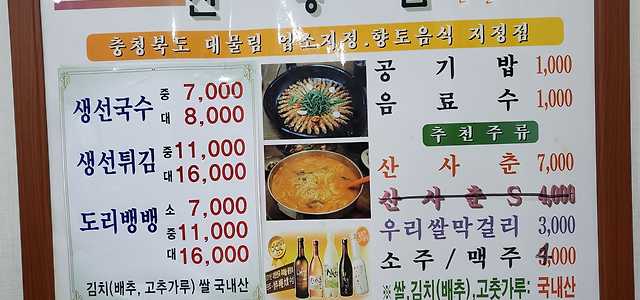 충청북도 대물림 업소지정.향토음식 지정점
생선국수 중 7,000
대 8,000
생선튀김 중 11,000
대 16,000
도리뱅뱅 소 7,000
중 11,000
대 16,000
김치(배추, 고추가루) 쌀 국내산
공기밥 1,000
음료수 1,000
추천주류
산사춘 7,000
산사춘 S 4,000
우리쌀막걸리 3,000
소주/맥주 ,000
※쌀,김치(배추),고춧가루: 국내산